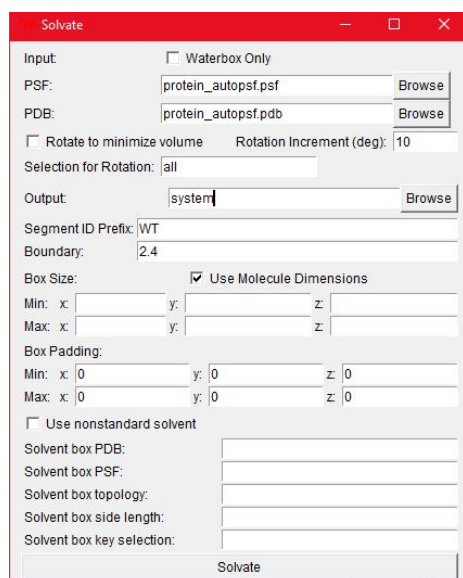 Solvate
Input: Waterbox Only
PSF: protein_autopsf.psf Browse
PDB: protein_autopsf.pdb Browse
Rotate to minimize volume Rotation Increment (deg): 10
Selection for Rotation: all
Output: system Browse
Segment ID Prefix: WT
Boundary: 2.4
Box Size: Use Molecule Dimensions
Min: x: y: z:
Max: x: y: z:
Box Padding:
Min: x: 0 y: 0 z: 0
Max: x: 0 y: 0 z: 0
Use nonstandard solvent
Solvent box PDB:
Solvent box PSF:
Solvent box topology:
Solvent box side length:
Solvent box key selection:
Solvate